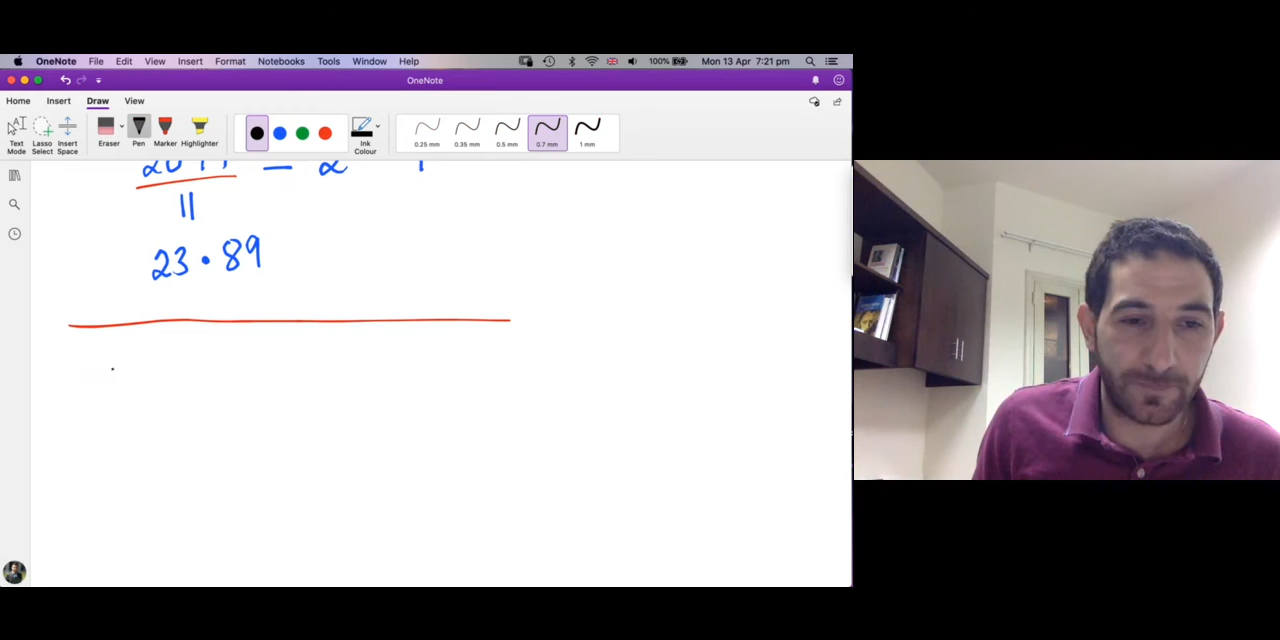 OneNote File Edit View Insert Format Notebooks Tools Window Help 100% Mon 13 Apr 7:21 pm
OneNote
Home Insert Draw View
Text Mode Lasso Select Insert Space Eraser Pen Marker Highlighter Ink Colour 0.25 mm 0.35 mm 0.5 mm 0.7 mm 1 mm
11
23 • 89